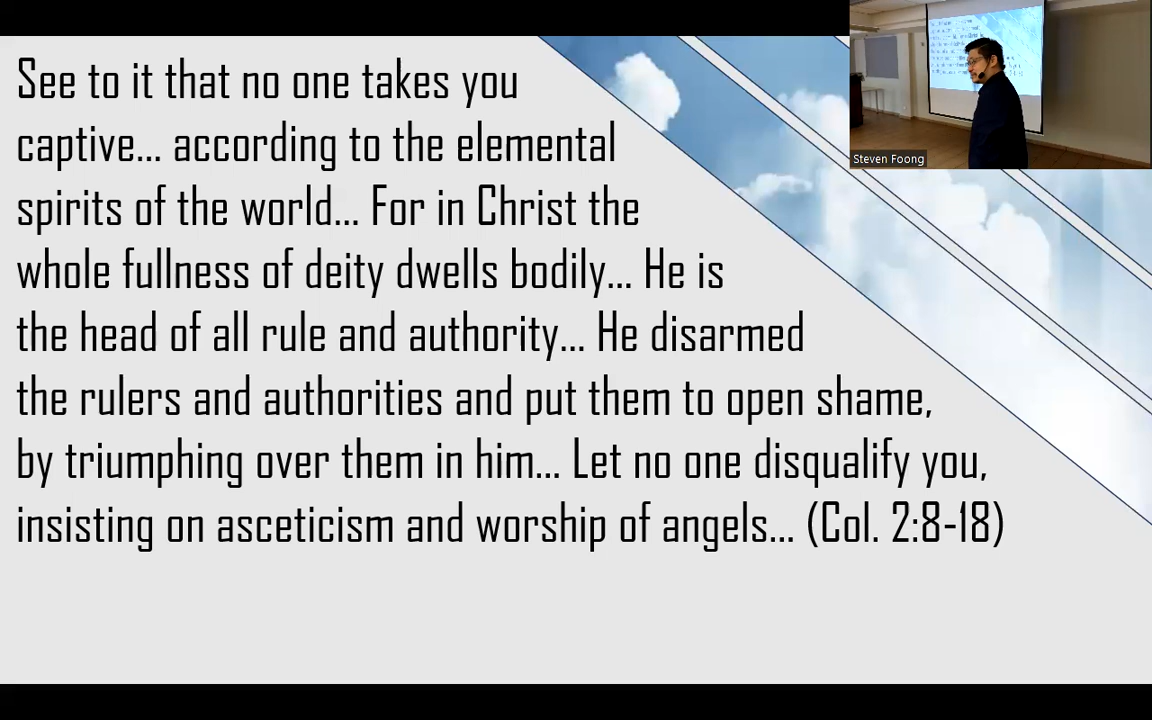 See to it that no one takes you
captive... according to the elemental
spirits of the world... For in Christ the
whole fullness of deity dwells bodily... He is
the head of all rule and authority... He disarmed
the rulers and authorities and put them to open shame,
by triumphing over them in him... Let no one disqualify you,
insisting on asceticism and worship of angels... (Col. 2:8-18)
Steven Foong